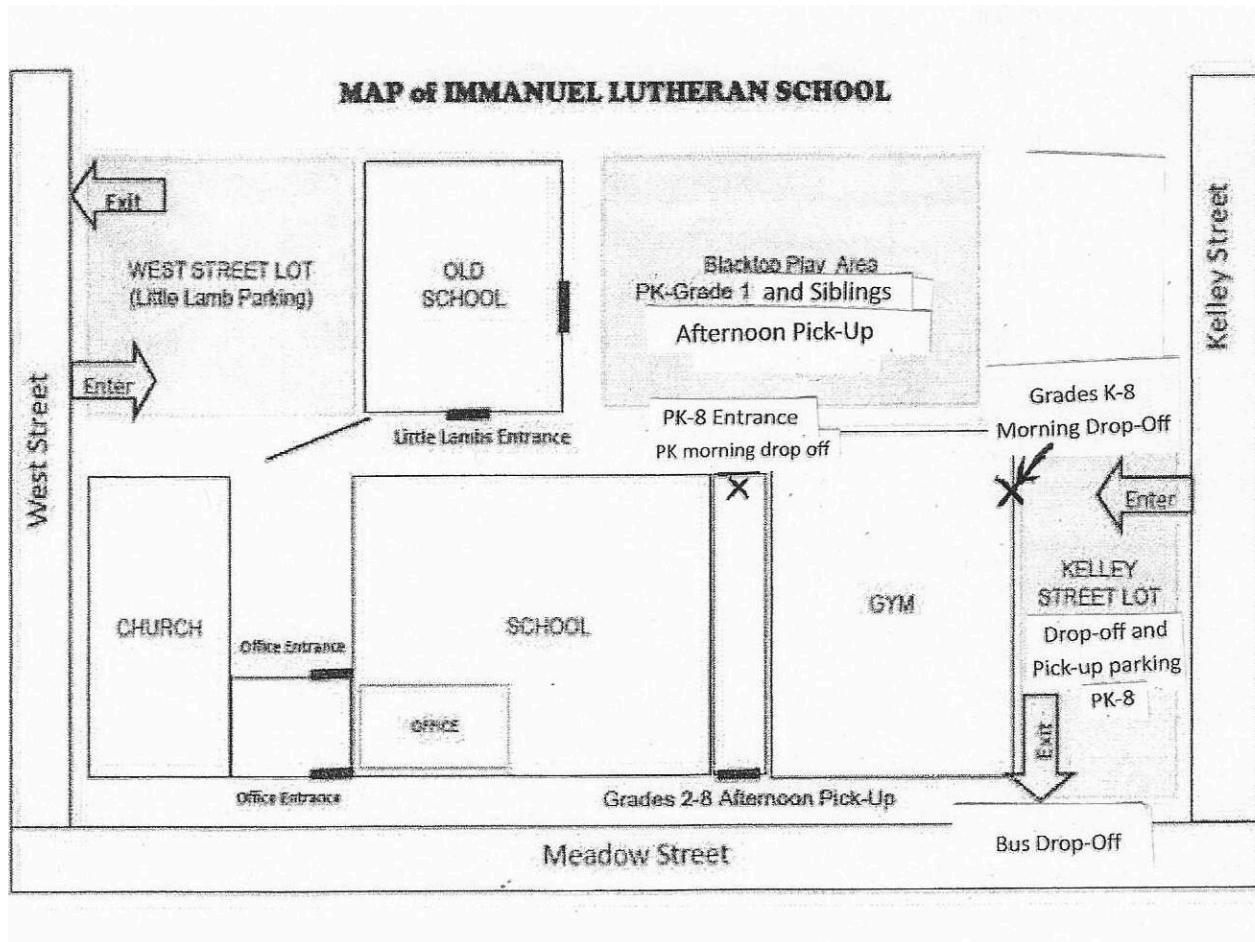 MAP of IMMANUEL LUTHERAN SCHOOL
Exit
WEST STREET LOT
(Little Lamb Parking)
Enter
West Street
OLD
SCHOOL
Little Lambs Entrance
Blacktop Play Area
PK-Grade 1 and Siblings
Afternoon Pick-Up
PK-8 Entrance
PK morning drop off
X
Kelley Street
Grades K-8
Morning Drop-Off
X
Enter
KELLEY
STREET LOT
Drop-off and
Pick-up parking
PK-8
Exit
CHURCH
Office Entrance
SCHOOL
OFFICE
GYM
Office Entrance
Grades 2-8 Afternoon Pick-Up
Bus Drop-Off
Meadow Street